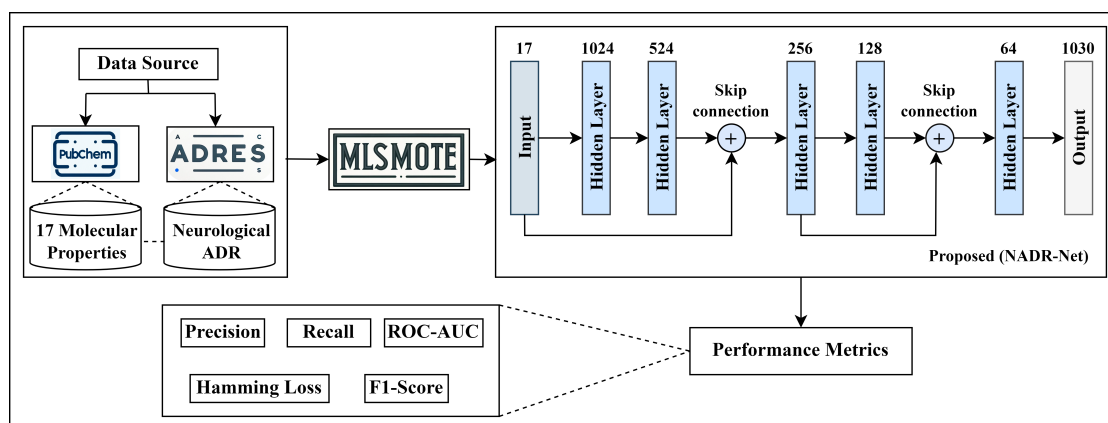 Data Source
PubChem
A C
ADRES
S
17 Molecular
Properties
Neurological
ADR
MLSMOTE
17
1024
524
256
128
64
1030
Input
Hidden Layer
Hidden Layer
Skip
connection
+
Hidden Layer
Hidden Layer
Skip
connection
+
Hidden Layer
Output
Proposed (NADR-Net)
Precision
Recall
ROC-AUC
Hamming Loss
F1-Score
Performance Metrics